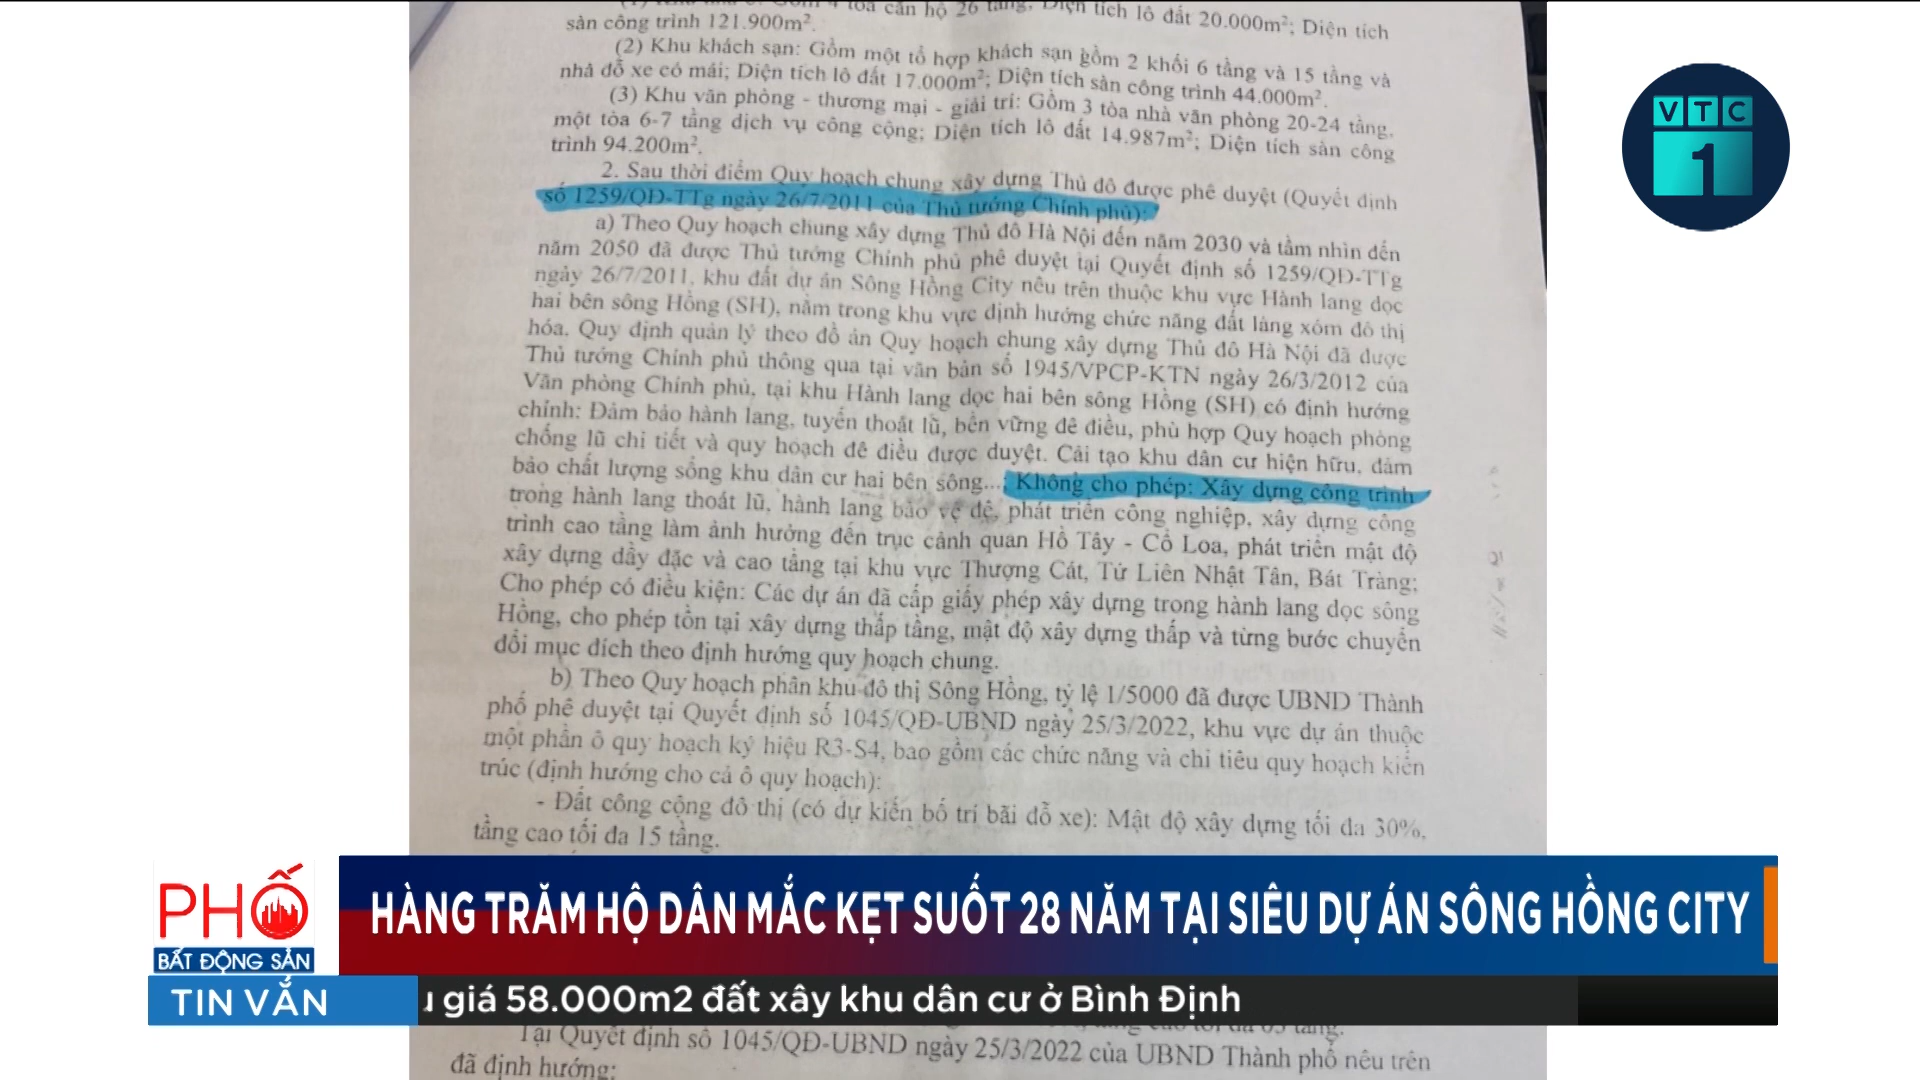 tòa căn hộ 26 tầng, Diện tích lô đất 20.000m²; Diện tích
sàn công trình 121.900m².
(2) Khu khách sạn: Gồm một tổ hợp khách sạn gồm 2 khối 6 tầng và 15 tầng và
nhà đỗ xe có mái; Diện tích lô đất 17.000m²; Diện tích sàn công trình 44.000m².
(3) Khu văn phòng - thương mại - giải trí: Gồm 3 tòa nhà văn phòng 20-24 tầng,
một tòa 6-7 tầng dịch vụ công cộng; Diện tích lô đất 14.987m²; Diện tích sàn công
trình 94.200m².
2. Sau thời điểm Quy hoạch chung xây dựng Thủ đô được phê duyệt (Quyết định
số 1259/QĐ-TTg ngày 26/7/2011 của Thủ tướng Chính phủ):
a) Theo Quy hoạch chung xây dựng Thủ đô Hà Nội đến năm 2030 và tầm nhìn đến
năm 2050 đã được Thủ tướng Chính phủ phê duyệt tại Quyết định số 1259/QĐ-TTg
ngày 26/7/2011, khu đất dự án Sông Hồng City nêu trên thuộc khu vực Hành lang dọc
hai bên sông Hồng (SH), nằm trong khu vực định hướng chức năng đất làng xóm đô thị
hóa. Quy định quản lý theo đồ án Quy hoạch chung xây dựng Thủ đô Hà Nội đã được
Thủ tướng Chính phủ thông qua tại văn bản số 1945/VPCP-KTN ngày 26/3/2012 của
Văn phòng Chính phủ, tại khu Hành lang dọc hai bên sông Hồng (SH) có định hướng
chính: Đảm bảo hành lang, tuyến thoát lũ, bền vững đê điều, phù hợp Quy hoạch phòng
chống lũ chi tiết và quy hoạch đê điều được duyệt. Cải tạo khu dân cư hiện hữu, đảm
bảo chất lượng sống khu dân cư hai bên sông...; Không cho phép: Xây dựng công trình
trong hành lang thoát lũ, hành lang bảo vệ đê, phát triển công nghiệp, xây dựng công
trình cao tầng làm ảnh hưởng đến trục cảnh quan Hồ Tây - Cổ Loa, phát triển mật độ
xây dựng dầy đặc và cao tầng tại khu vực Thượng Cát, Tứ Liên Nhật Tân, Bát Tràng;
Cho phép có điều kiện: Các dự án đã cấp giấy phép xây dựng trong hành lang dọc sông
Hồng, cho phép tồn tại xây dựng thấp tầng, mật độ xây dựng thấp và từng bước chuyển
đổi mục đích theo định hướng quy hoạch chung.
b) Theo Quy hoạch phân khu đô thị Sông Hồng, tỷ lệ 1/5000 đã được UBND Thành
phố phê duyệt tại Quyết định số 1045/QĐ-UBND ngày 25/3/2022, khu vực dự án thuộc
một phần ô quy hoạch ký hiệu R3-S4, bao gồm các chức năng và chỉ tiêu quy hoạch kiến
trúc (định hướng cho cả ô quy hoạch):
- Đất công cộng đô thị (có dự kiến bố trí bãi đỗ xe): Mật độ xây dựng tối đa 30%,
tầng cao tối đa 15 tầng.
VTC
1
PHỐ
BẤT ĐỘNG SẢN
HÀNG TRĂM HỘ DÂN MẮC KẸT SUỐT 28 NĂM TẠI SIÊU DỰ ÁN SÔNG HỒNG CITY
TIN VẮN
giá 58.000m2 đất xây khu dân cư ở Bình Định
Tại Quyết định số 1045/QĐ-UBND ngày 25/3/2022 của UBND Thành phố nêu trên
đã định hướng: